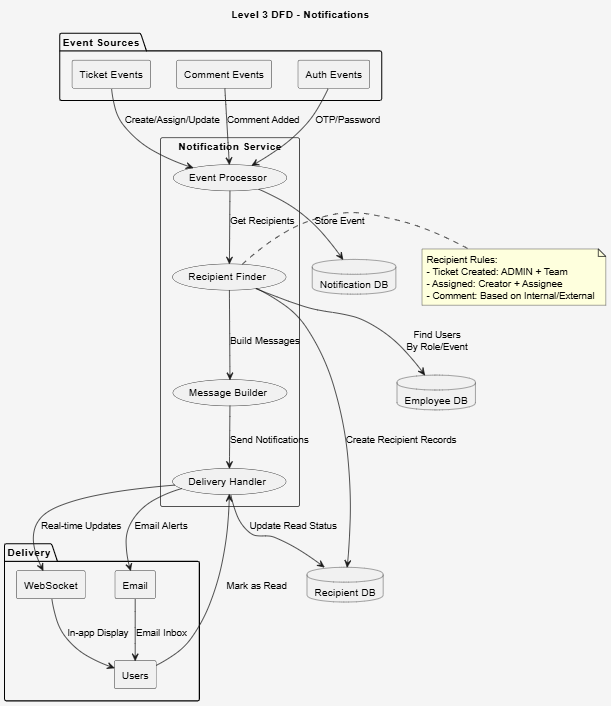 Level 3 DFD - Notifications
Event Sources
Ticket Events
Comment Events
Auth Events
Create/Assign/Update
Comment Added
OTP/Password
Notification Service
Event Processor
Get Recipients
Store Event
Recipient Finder
Notification DB
Recipient Rules:
- Ticket Created: ADMIN + Team
- Assigned: Creator + Assignee
- Comment: Based on Internal/External
Build Messages
Find Users
By Role/Event
Message Builder
Employee DB
Send Notifications
Create Recipient Records
Delivery Handler
Real-time Updates
Email Alerts
Update Read Status
Delivery
WebSocket
Email
Mark as Read
Recipient DB
In-app Display
Email Inbox
Users